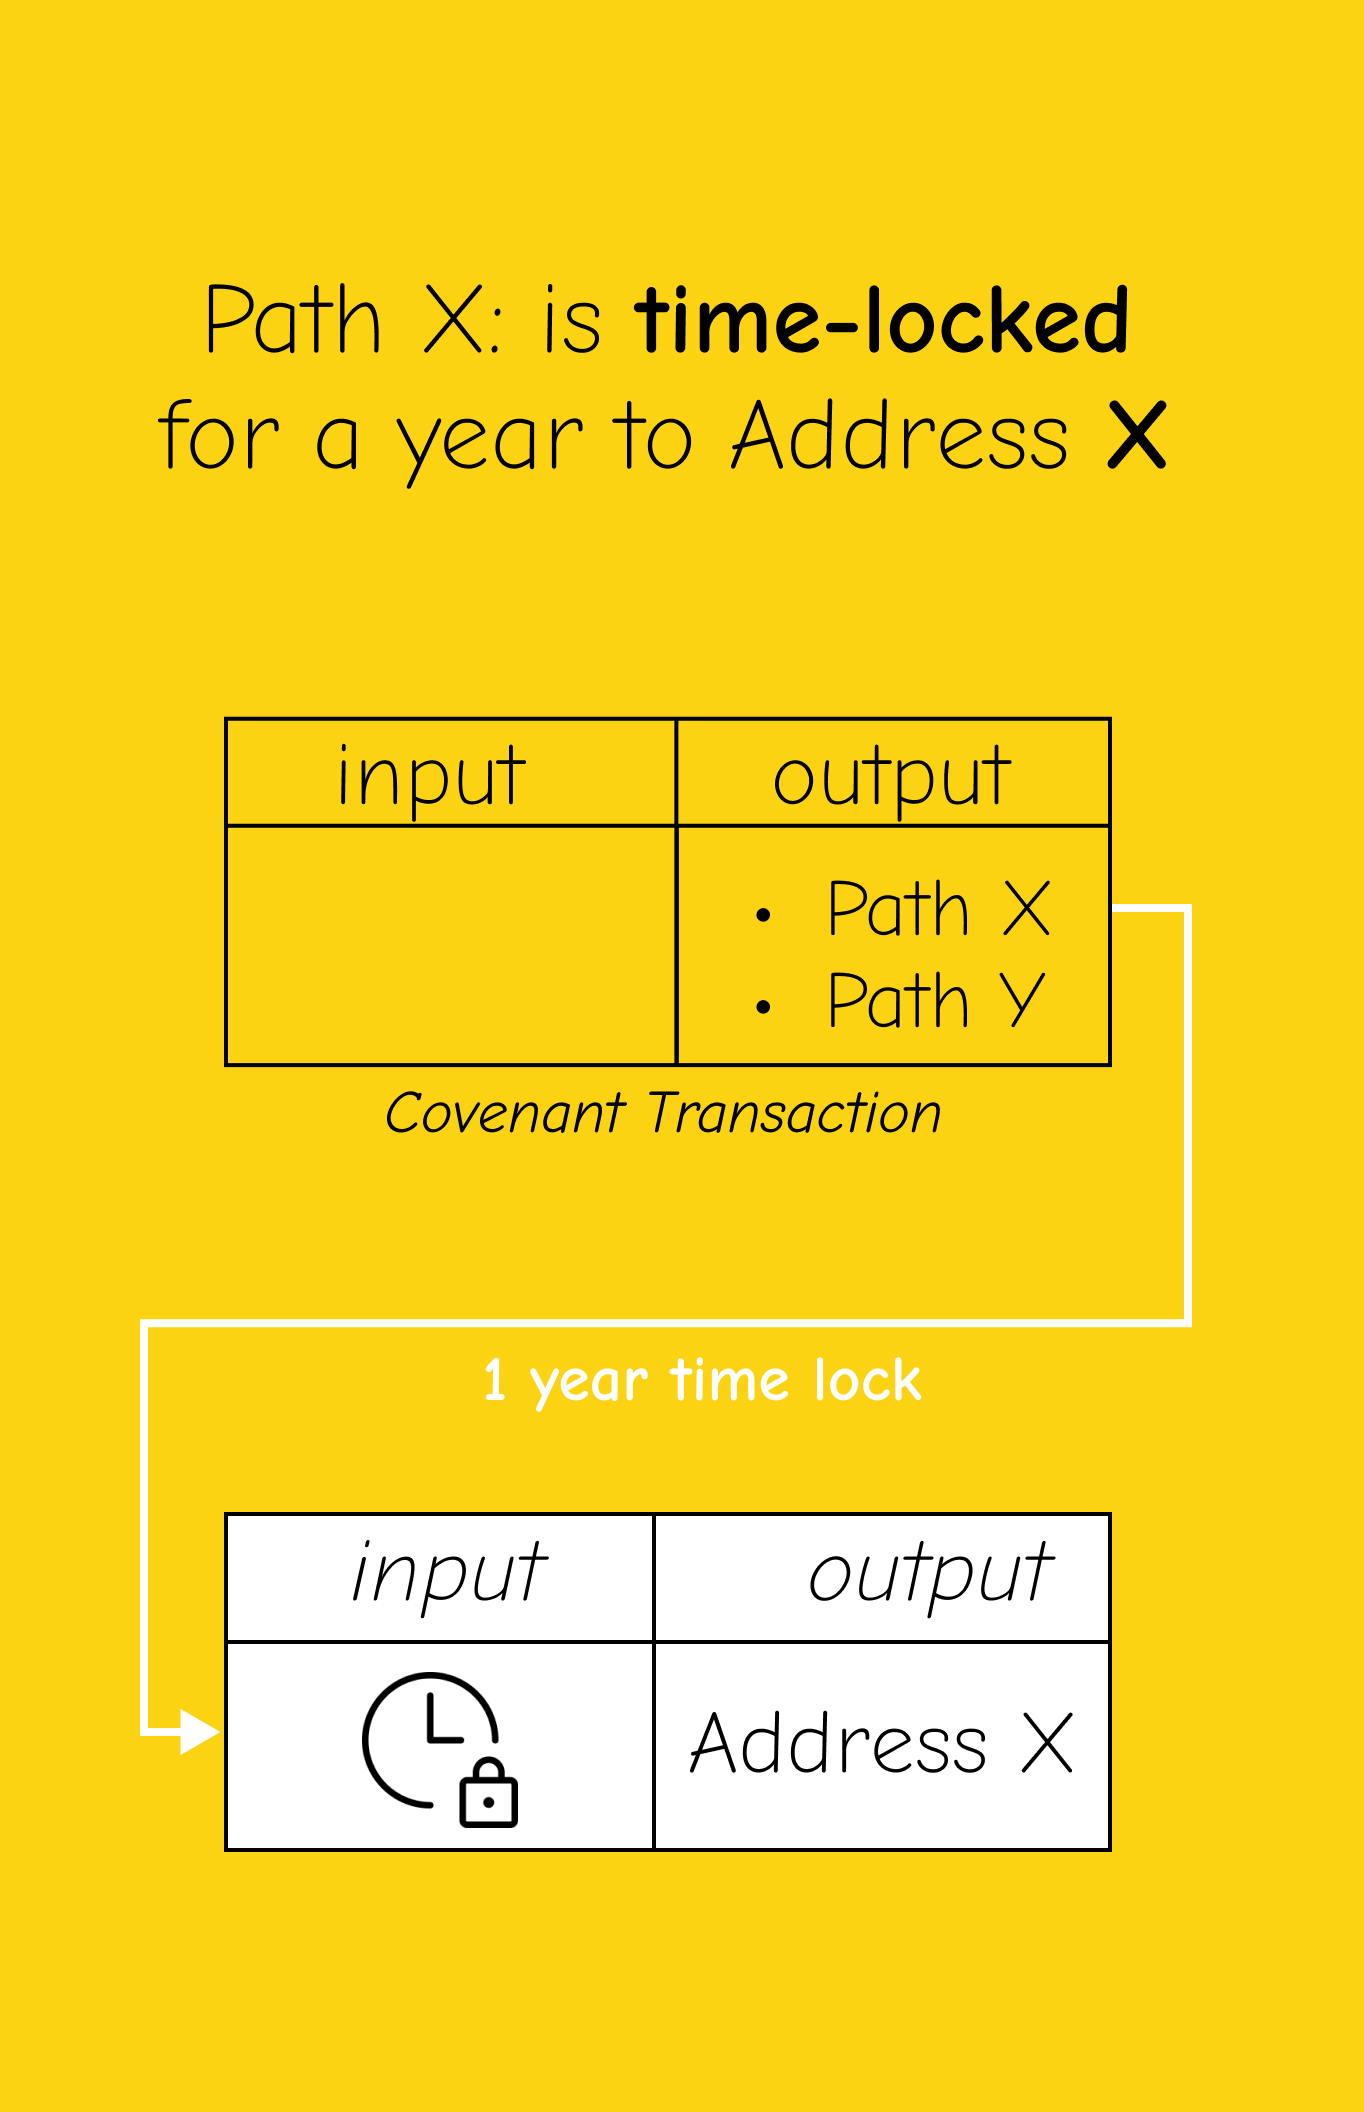 Path X: is time-locked
for a year to Address X
input output
• Path X
• Path Y
Covenant Transaction
1 year time lock
input output
Address X